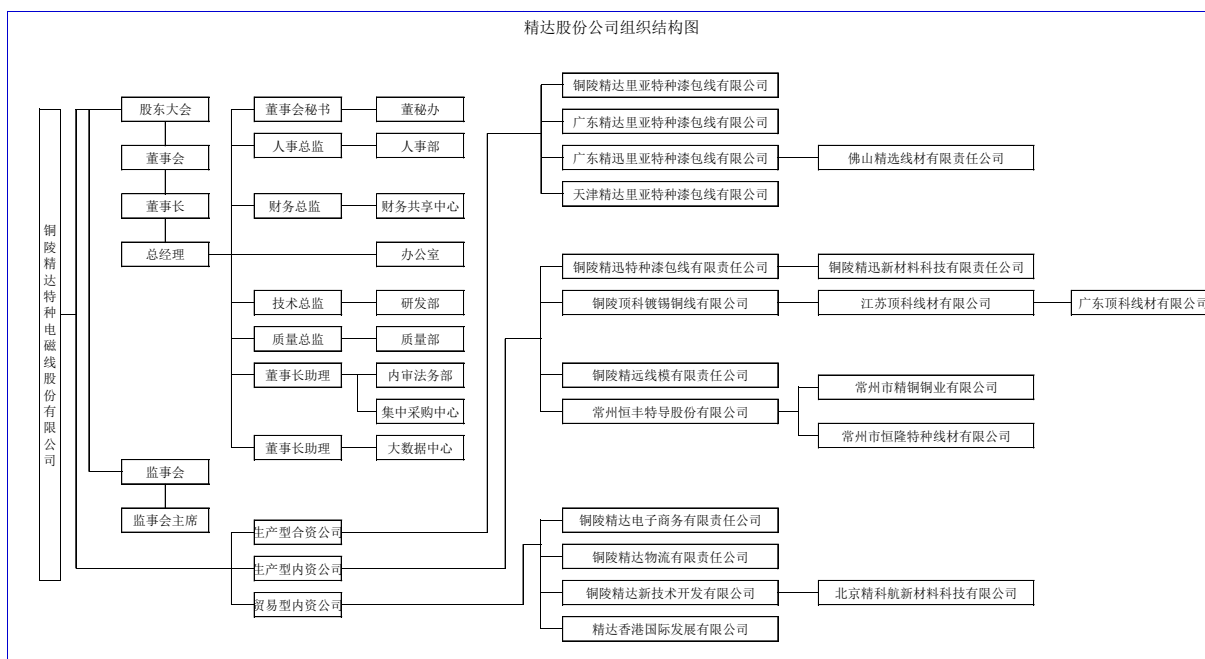 精达股份公司组织结构图
铜陵精达特种电磁线股份有限公司
股东大会
董事会
董事长
总经理
监事会
监事会主席
董事会秘书
董秘办
人事总监
人事部
财务总监
财务共享中心
办公室
技术总监
研发部
质量总监
质量部
董事长助理
内审法务部
集中采购中心
董事长助理
大数据中心
生产型合资公司
生产型内资公司
贸易型内资公司
铜陵精达里亚特种漆包线有限公司
广东精达里亚特种漆包线有限公司
广东精迅里亚特种漆包线有限公司
佛山精选线材有限责任公司
天津精达里亚特种漆包线有限公司
铜陵精迅特种漆包线有限责任公司
铜陵精迅新材料科技有限责任公司
铜陵顶科镀锡铜线有限公司
江苏顶科线材有限公司
广东顶科线材有限公司
铜陵精远线模有限责任公司
常州恒丰特导股份有限公司
常州市精铜铜业有限公司
常州市恒隆特种线材有限公司
铜陵精达电子商务有限责任公司
铜陵精达物流有限责任公司
铜陵精达新技术开发有限公司
北京精科航新材料科技有限公司
精达香港国际发展有限公司